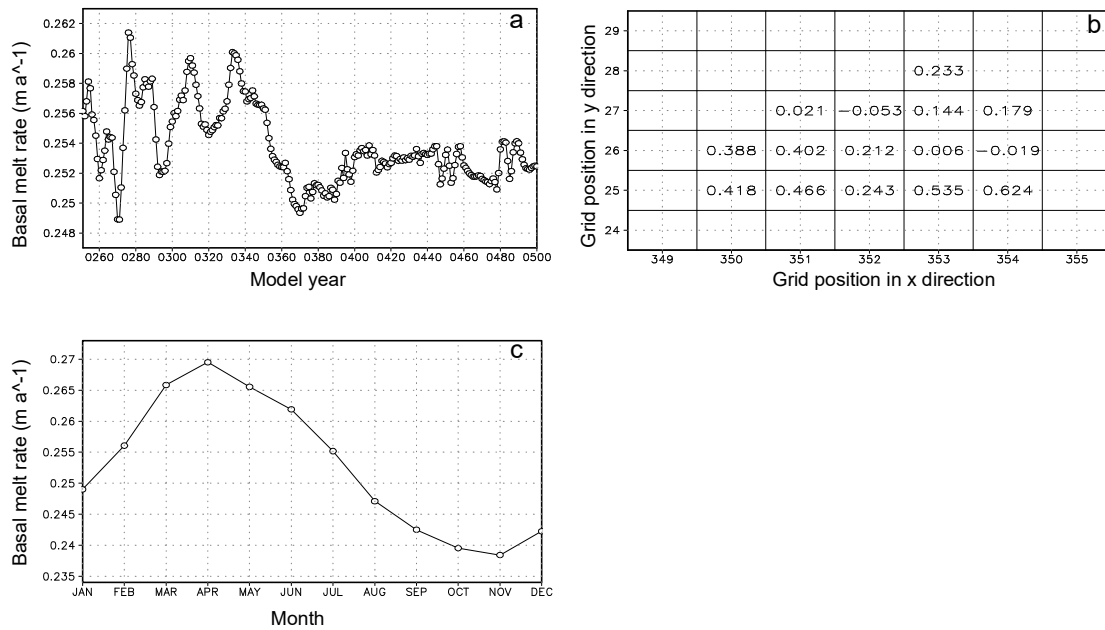 a
0.262
0.26
0.258
0.256
0.254
0.252
0.25
0.248
Basal melt rate (m a^-1)
0260 0280 0300 0320 0340 0360 0380 0400 0420 0440 0460 0480 0500
Model year
b
29
28
27
26
25
24
Grid position in y direction
0.233
0.021 −0.053 0.144 0.179
0.388 0.402 0.212 0.006 −0.019
0.418 0.466 0.243 0.535 0.624
349 350 351 352 353 354 355
Grid position in x direction
c
0.27
0.265
0.26
0.255
0.25
0.245
0.24
0.235
Basal melt rate (m a^-1)
JAN FEB MAR APR MAY JUN JUL AUG SEP OCT NOV DEC
Month